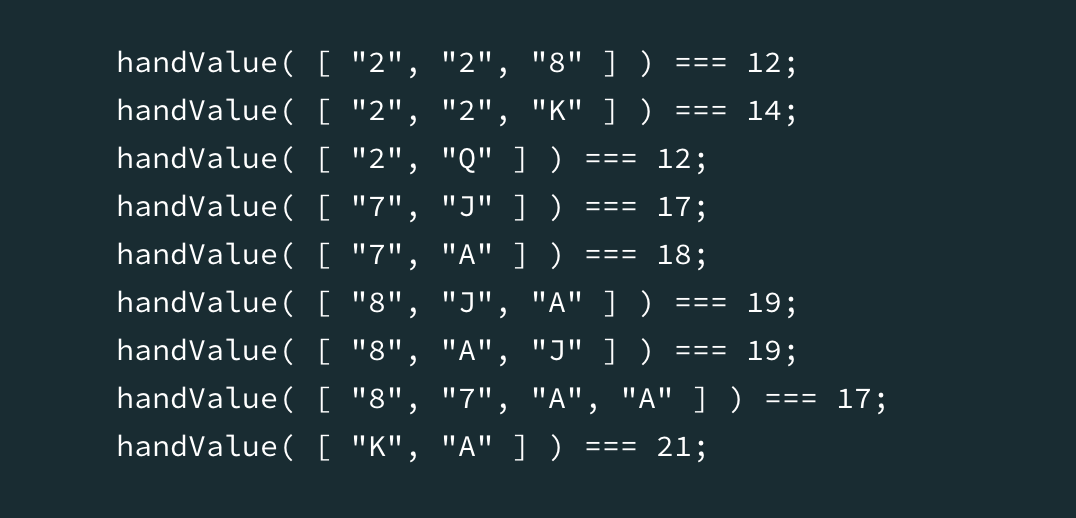 handValue( [ "2", "2", "8" ] ) === 12;
handValue( [ "2", "2", "K" ] ) === 14;
handValue( [ "2", "Q" ] ) === 12;
handValue( [ "7", "J" ] ) === 17;
handValue( [ "7", "A" ] ) === 18;
handValue( [ "8", "J", "A" ] ) === 19;
handValue( [ "8", "A", "J" ] ) === 19;
handValue( [ "8", "7", "A", "A" ] ) === 17;
handValue( [ "K", "A" ] ) === 21;